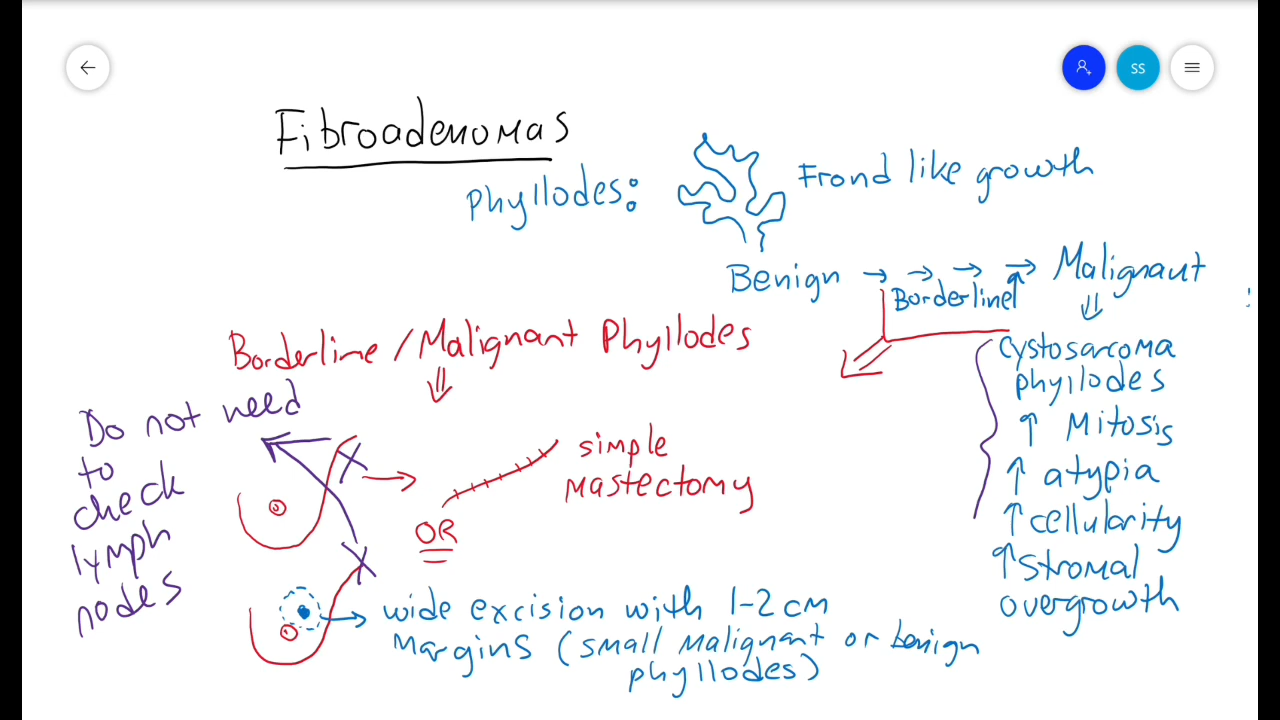 SS
Fibroadenomas
Phyllodes:
Frond like growth
Benign → → → → Malignant
Borderline ↑
⇓
Cystosarcoma
phyllodes
↑ Mitosis
↑ atypia
↑ cellularity
↑ Stromal
overgrowth
Borderline / Malignant Phyllodes
⇓
Do not need
to
check
lymph
nodes
X
→ simple
mastectomy
OR
X
→ wide excision with 1-2 cm
margins (small malignant or benign
phyllodes)